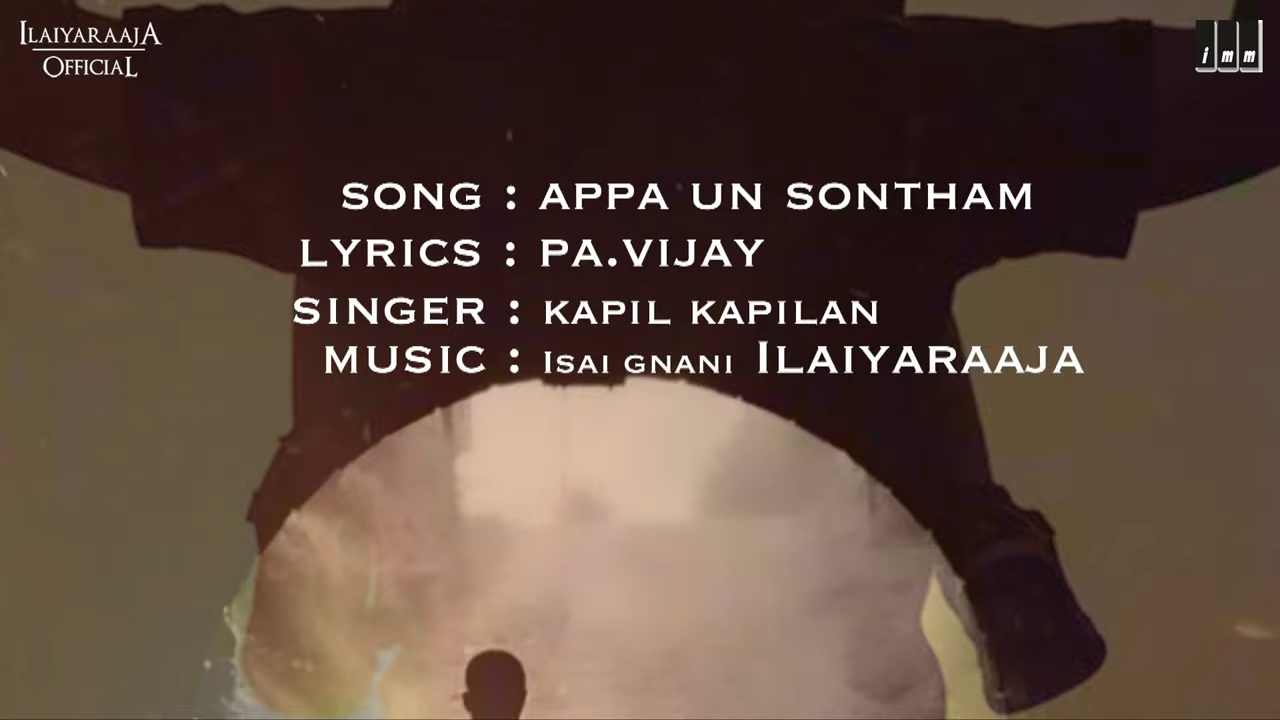 ILAIYARAAJA
OFFICIAL
imm
SONG : APPA UN SONTHAM
LYRICS : PA.VIJAY
SINGER : KAPIL KAPILAN
MUSIC : ISAI GNANI ILAIYARAAJA